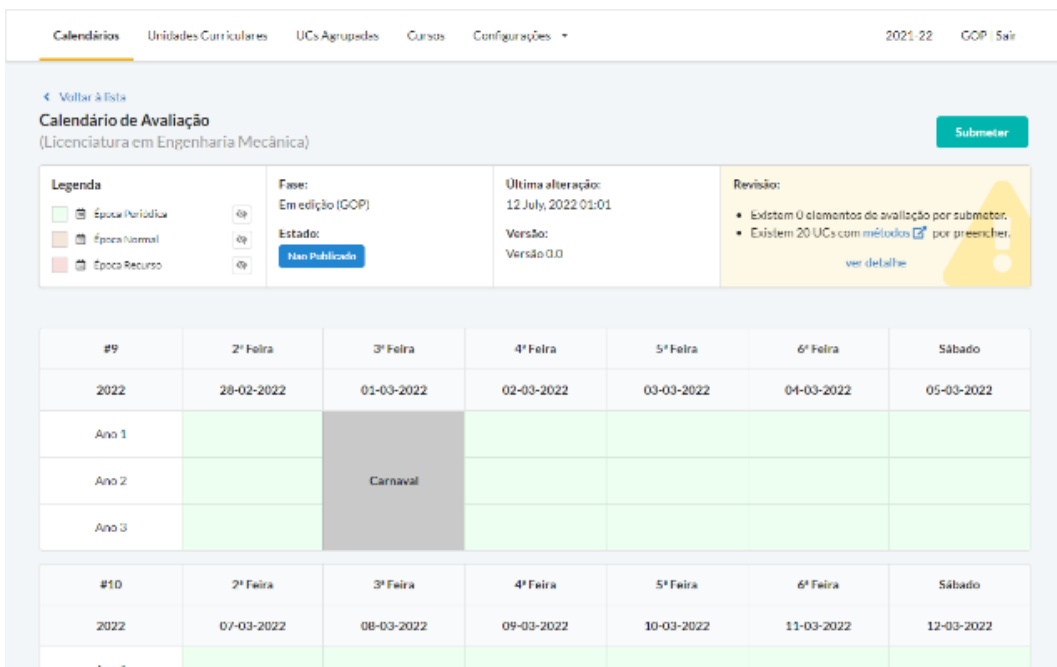 Calendários Unidades Curriculares UCs Agrupadas Cursos Configurações 2021-22 GOP | Sair
Voltar à lista
Calendário de Avaliação
(Licenciatura em Engenharia Mecânica)
Submeter
Legenda
Época Periódica
Época Normal
Época Recurso
Fase:
Em edição (GOP)
Estado:
Nao Publicado
Última alteração:
12 July, 2022 01:01
Versão:
Versão 0.0
Revisão:
• Existem 0 elementos de avaliação por submeter.
• Existem 20 UCs com métodos por preencher.
ver detalhe
#9 2ª Feira 3ª Feira 4ª Feira 5ª Feira 6ª Feira Sábado
2022 28-02-2022 01-03-2022 02-03-2022 03-03-2022 04-03-2022 05-03-2022
Ano 1
Ano 2 Carnaval
Ano 3
#10 2ª Feira 3ª Feira 4ª Feira 5ª Feira 6ª Feira Sábado
2022 07-03-2022 08-03-2022 09-03-2022 10-03-2022 11-03-2022 12-03-2022